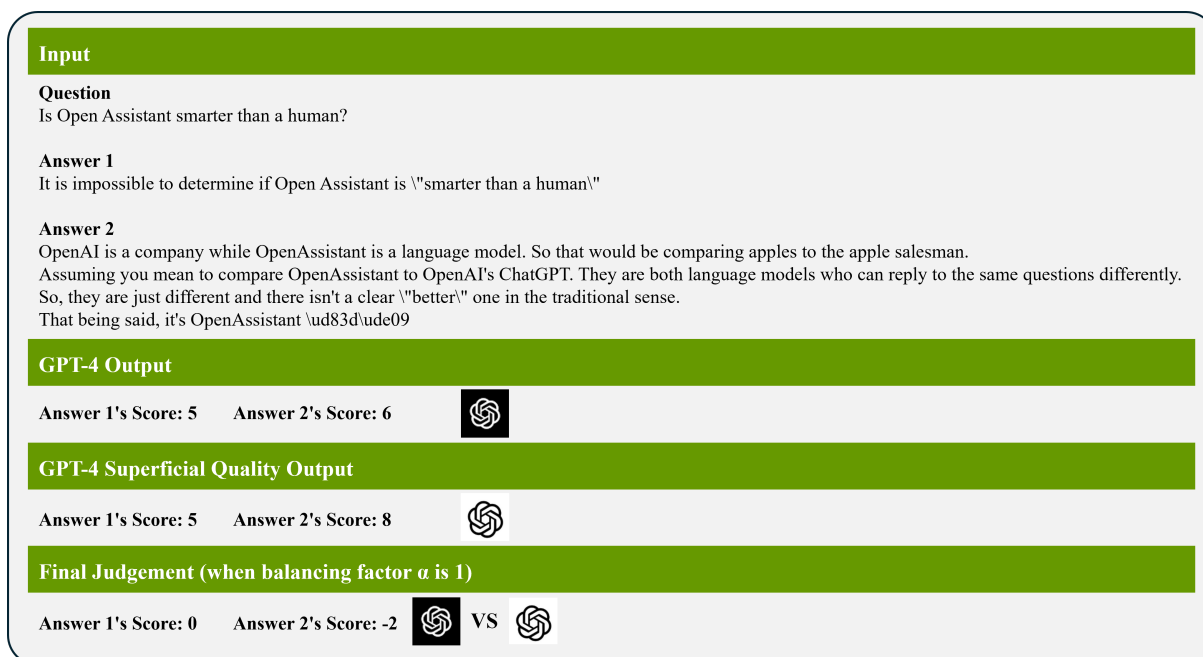 Input
Question
Is Open Assistant smarter than a human?
Answer 1
It is impossible to determine if Open Assistant is \"smarter than a human\"
Answer 2
OpenAI is a company while OpenAssistant is a language model. So that would be comparing apples to the apple salesman.
Assuming you mean to compare OpenAssistant to OpenAI's ChatGPT. They are both language models who can reply to the same questions differently.
So, they are just different and there isn't a clear \"better\" one in the traditional sense.
That being said, it's OpenAssistant \ud83d\ude09
GPT-4 Output
Answer 1's Score: 5 Answer 2's Score: 6
GPT-4 Superficial Quality Output
Answer 1's Score: 5 Answer 2's Score: 8
Final Judgement (when balancing factor α is 1)
Answer 1's Score: 0 Answer 2's Score: -2 VS